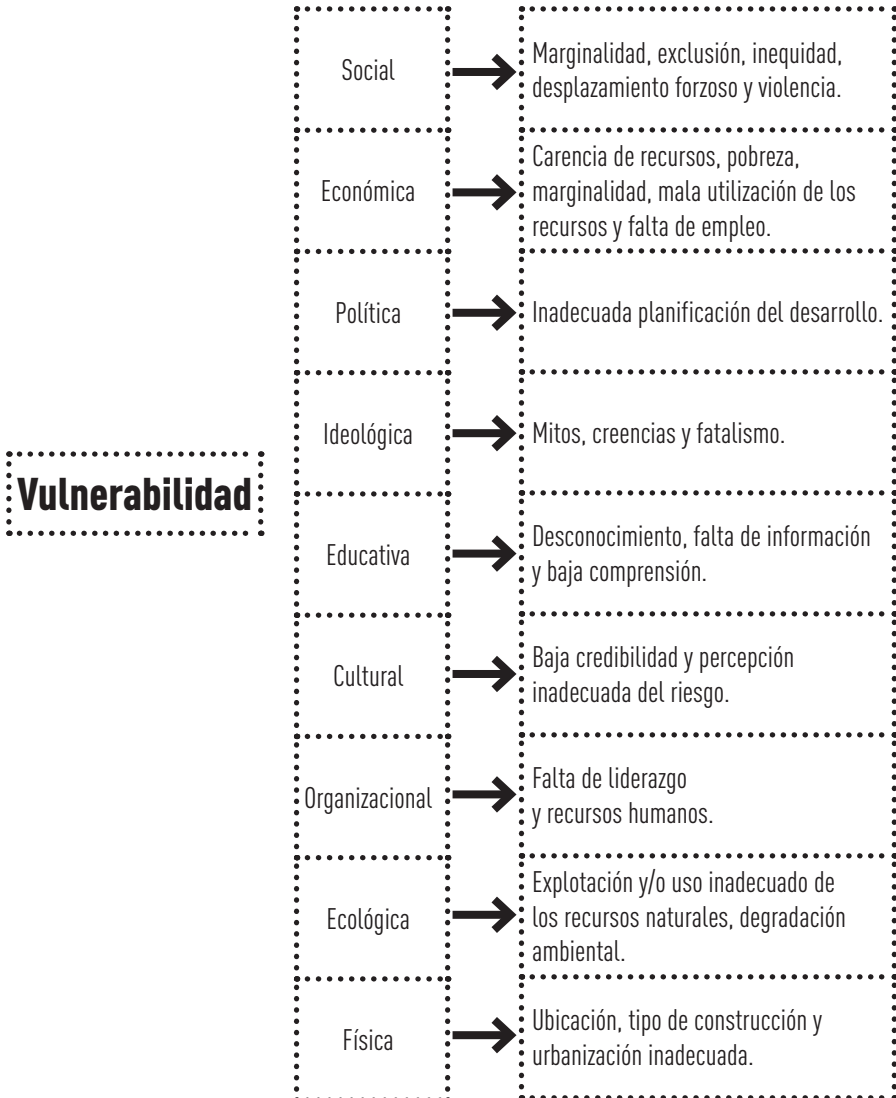 Vulnerabilidad
Social
Marginalidad, exclusión, inequidad,
desplazamiento forzoso y violencia.
Económica
Carencia de recursos, pobreza,
marginalidad, mala utilización de los
recursos y falta de empleo.
Política
Inadecuada planificación del desarrollo.
Ideológica
Mitos, creencias y fatalismo.
Educativa
Desconocimiento, falta de información
y baja comprensión.
Cultural
Baja credibilidad y percepción
inadecuada del riesgo.
Organizacional
Falta de liderazgo
y recursos humanos.
Ecológica
Explotación y/o uso inadecuado de
los recursos naturales, degradación
ambiental.
Física
Ubicación, tipo de construcción y
urbanización inadecuada.